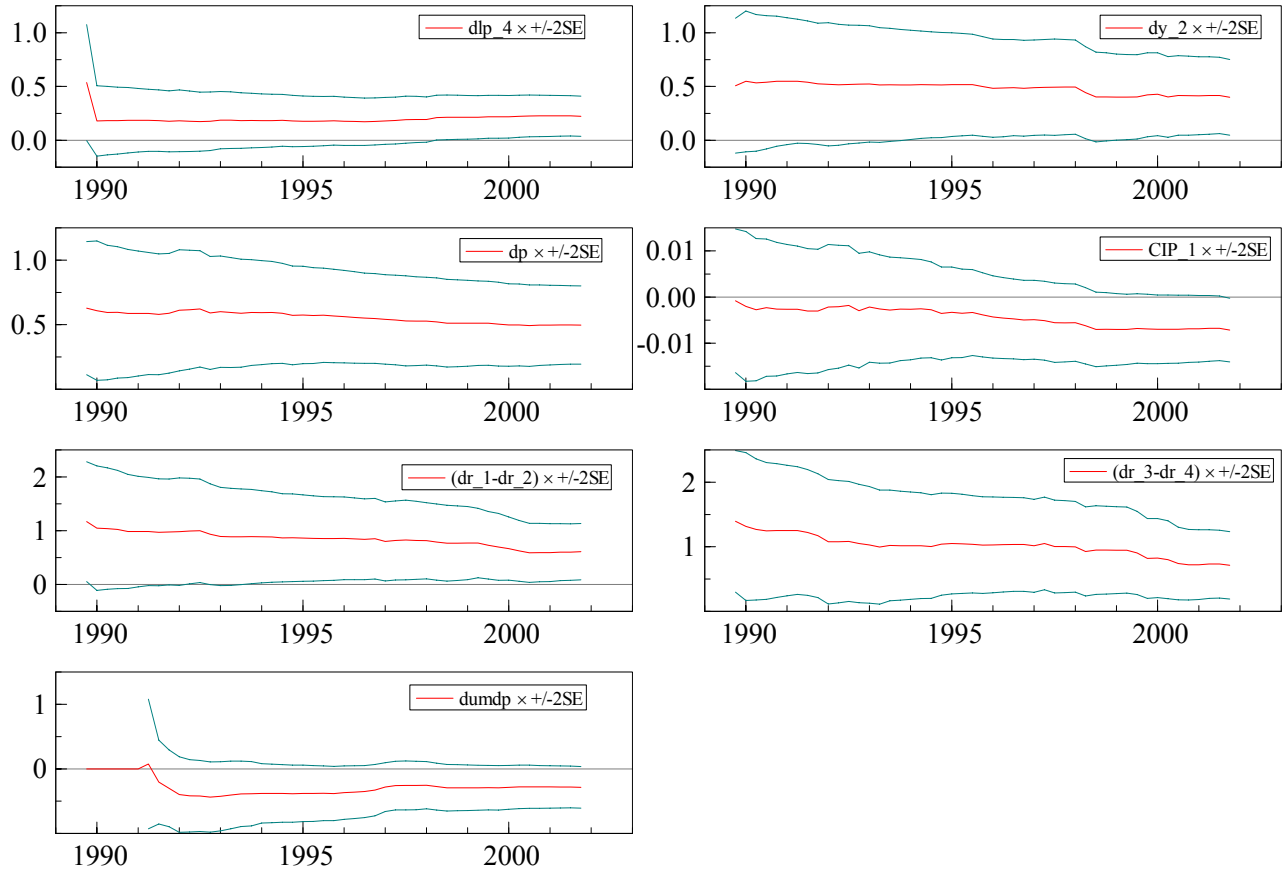 dlp_4 × +/-2SE
1.0
0.5
0.0
1990 1995 2000
dy_2 × +/-2SE
1.0
0.5
0.0
1990 1995 2000
dp × +/-2SE
1.0
0.5
1990 1995 2000
CIP_1 × +/-2SE
0.01
0.00
-0.01
1990 1995 2000
(dr_1-dr_2) × +/-2SE
2
1
0
1990 1995 2000
(dr_3-dr_4) × +/-2SE
2
1
1990 1995 2000
dumdp × +/-2SE
1
0
1990 1995 2000